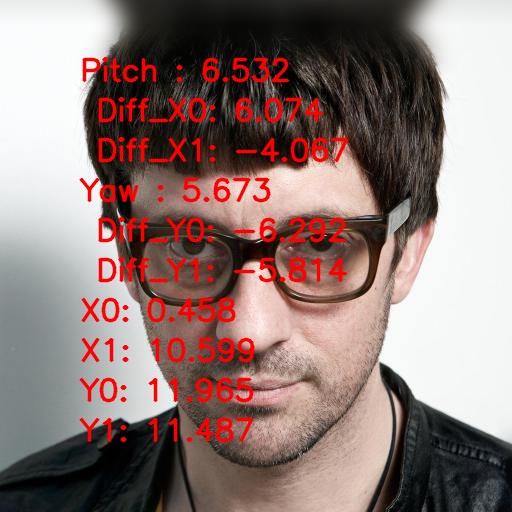 Pitch : 6.532
Diff_X0: 6.074
Diff_X1: -4.067
Yaw : 5.673
Diff_Y0: -6.292
Diff_Y1: -5.814
X0: 0.458
X1: 10.599
Y0: 11.965
Y1: 11.487